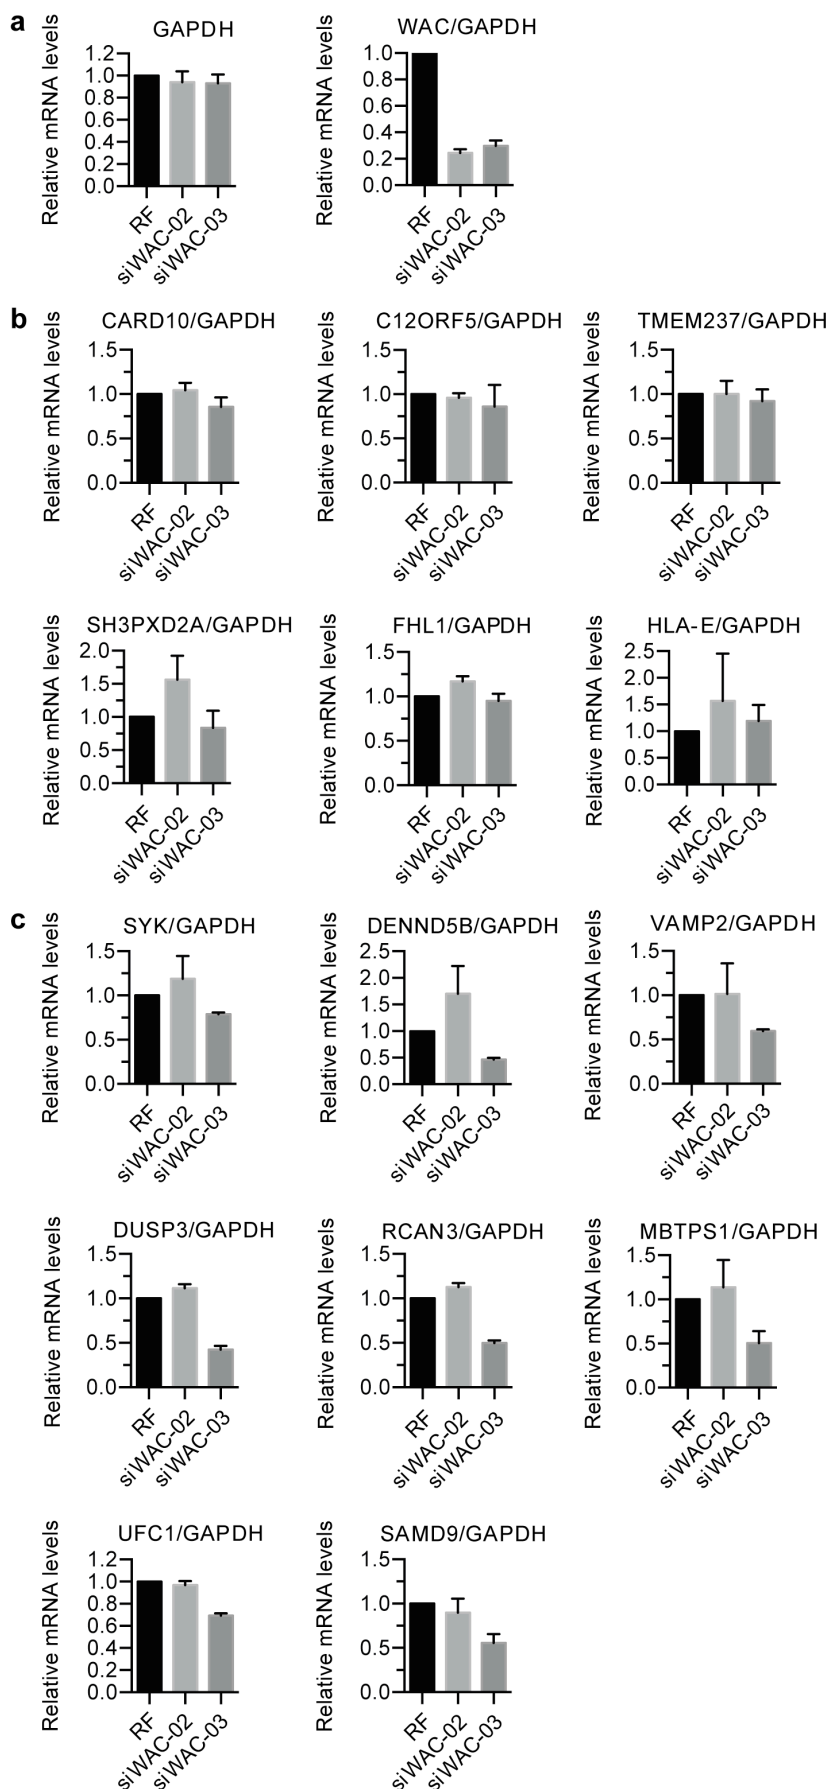 a
GAPDH
WAC/GAPDH
Relative mRNA levels
1.2
1.0
0.8
0.6
0.4
0.2
0.0
RF
siWAC-02
siWAC-03
Relative mRNA levels
1.0
0.8
0.6
0.4
0.2
0.0
RF
siWAC-02
siWAC-03
b
CARD10/GAPDH
C12ORF5/GAPDH
TMEM237/GAPDH
Relative mRNA levels
1.5
1.0
0.5
0.0
RF
siWAC-02
siWAC-03
Relative mRNA levels
1.5
1.0
0.5
0.0
RF
siWAC-02
siWAC-03
Relative mRNA levels
1.5
1.0
0.5
0.0
RF
siWAC-02
siWAC-03
SH3PXD2A/GAPDH
FHL1/GAPDH
HLA-E/GAPDH
Relative mRNA levels
2.0
1.5
1.0
0.5
0.0
RF
siWAC-02
siWAC-03
Relative mRNA levels
1.5
1.0
0.5
0.0
RF
siWAC-02
siWAC-03
Relative mRNA levels
2.5
2.0
1.5
1.0
0.5
0.0
RF
siWAC-02
siWAC-03
c
SYK/GAPDH
DENND5B/GAPDH
VAMP2/GAPDH
Relative mRNA levels
1.5
1.0
0.5
0.0
RF
siWAC-02
siWAC-03
Relative mRNA levels
2.5
2.0
1.5
1.0
0.5
0.0
RF
siWAC-02
siWAC-03
Relative mRNA levels
1.5
1.0
0.5
0.0
RF
siWAC-02
siWAC-03
DUSP3/GAPDH
RCAN3/GAPDH
MBTPS1/GAPDH
Relative mRNA levels
1.5
1.0
0.5
0.0
RF
siWAC-02
siWAC-03
Relative mRNA levels
1.5
1.0
0.5
0.0
RF
siWAC-02
siWAC-03
Relative mRNA levels
1.5
1.0
0.5
0.0
RF
siWAC-02
siWAC-03
UFC1/GAPDH
SAMD9/GAPDH
Relative mRNA levels
1.2
1.0
0.8
0.6
0.4
0.2
0.0
RF
siWAC-02
siWAC-03
Relative mRNA levels
1.5
1.0
0.5
0.0
RF
siWAC-02
siWAC-03